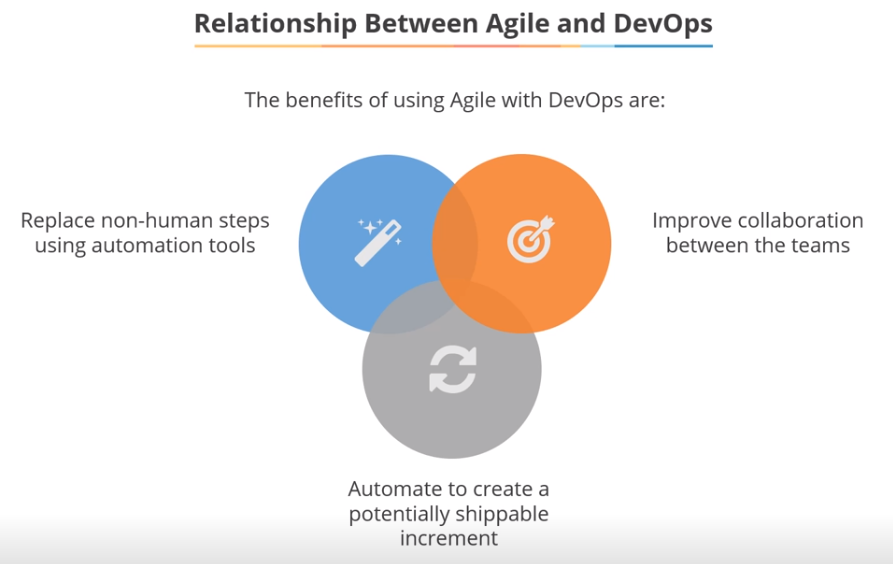 Relationship Between Agile and DevOps
The benefits of using Agile with DevOps are:
Replace non-human steps
using automation tools
Improve collaboration
between the teams
Automate to create a
potentially shippable
increment